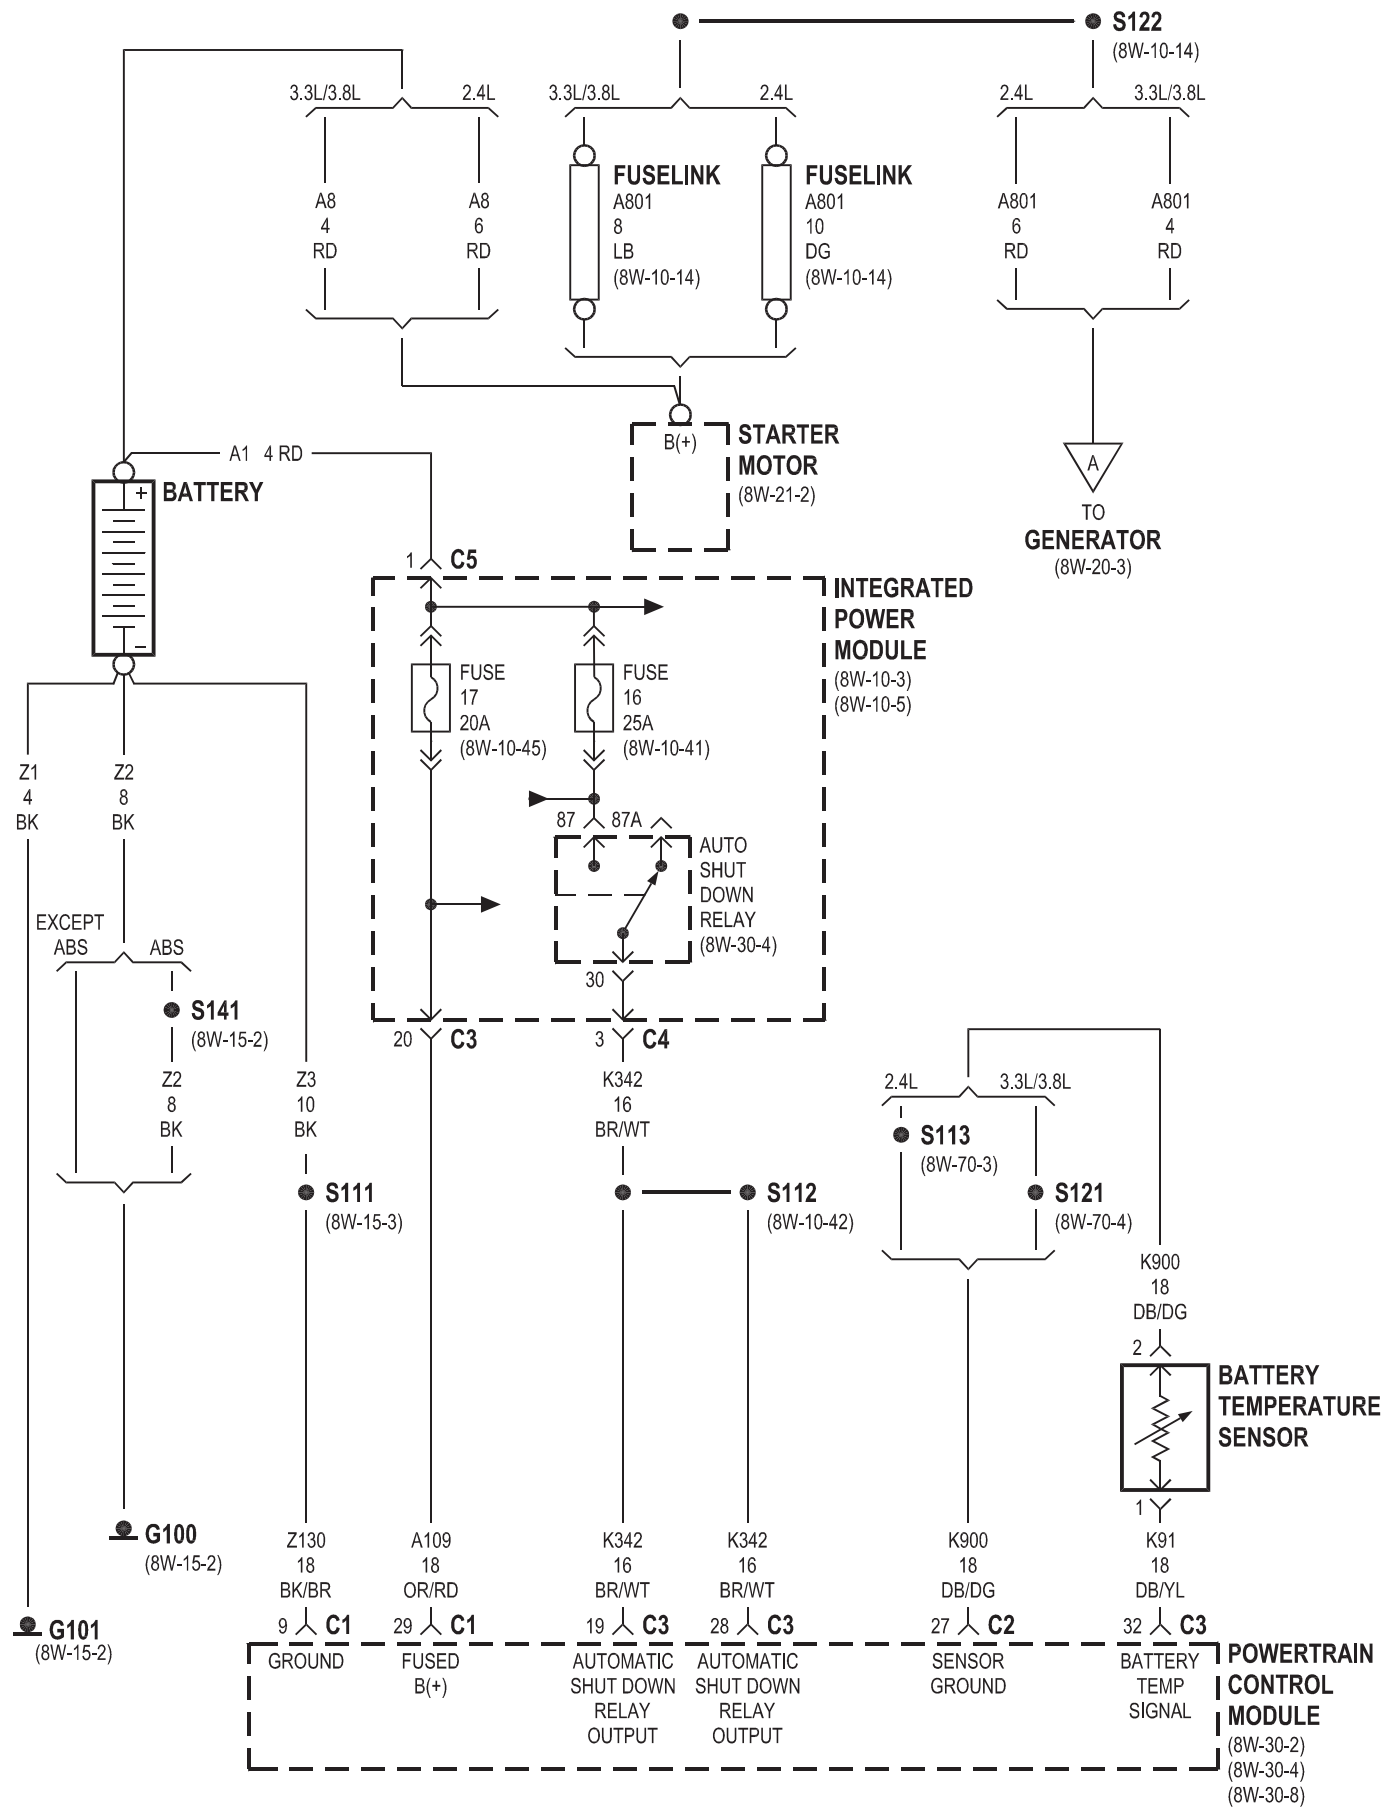 S122
(8W-10-14)
3.3L/3.8L
2.4L
3.3L/3.8L
2.4L
2.4L
3.3L/3.8L
A8
4
RD
A8
6
RD
FUSELINK
A801
8
LB
(8W-10-14)
FUSELINK
A801
10
DG
(8W-10-14)
A801
6
RD
A801
4
RD
B(+)
STARTER
MOTOR
(8W-21-2)
A
TO
GENERATOR
(8W-20-3)
A1 4 RD
+
BATTERY
-
1
C5
INTEGRATED
POWER
MODULE
(8W-10-3)
(8W-10-5)
FUSE
17
20A
(8W-10-45)
FUSE
16
25A
(8W-10-41)
Z1
4
BK
Z2
8
BK
87
87A
AUTO
SHUT
DOWN
RELAY
(8W-30-4)
30
EXCEPT
ABS
ABS
S141
(8W-15-2)
Z2
8
BK
Z3
10
BK
20
C3
3
C4
K342
16
BR/WT
2.4L
3.3L/3.8L
S113
(8W-70-3)
S121
(8W-70-4)
S111
(8W-15-3)
S112
(8W-10-42)
K900
18
DB/DG
2
BATTERY
TEMPERATURE
SENSOR
1
G100
(8W-15-2)
G101
(8W-15-2)
Z130
18
BK/BR
A109
18
OR/RD
K342
16
BR/WT
K342
16
BR/WT
K900
18
DB/DG
K91
18
DB/YL
9
C1
29
C1
19
C3
28
C3
27
C2
32
C3
GROUND
FUSED
B(+)
AUTOMATIC
SHUT DOWN
RELAY
OUTPUT
AUTOMATIC
SHUT DOWN
RELAY
OUTPUT
SENSOR
GROUND
BATTERY
TEMP
SIGNAL
POWERTRAIN
CONTROL
MODULE
(8W-30-2)
(8W-30-4)
(8W-30-8)